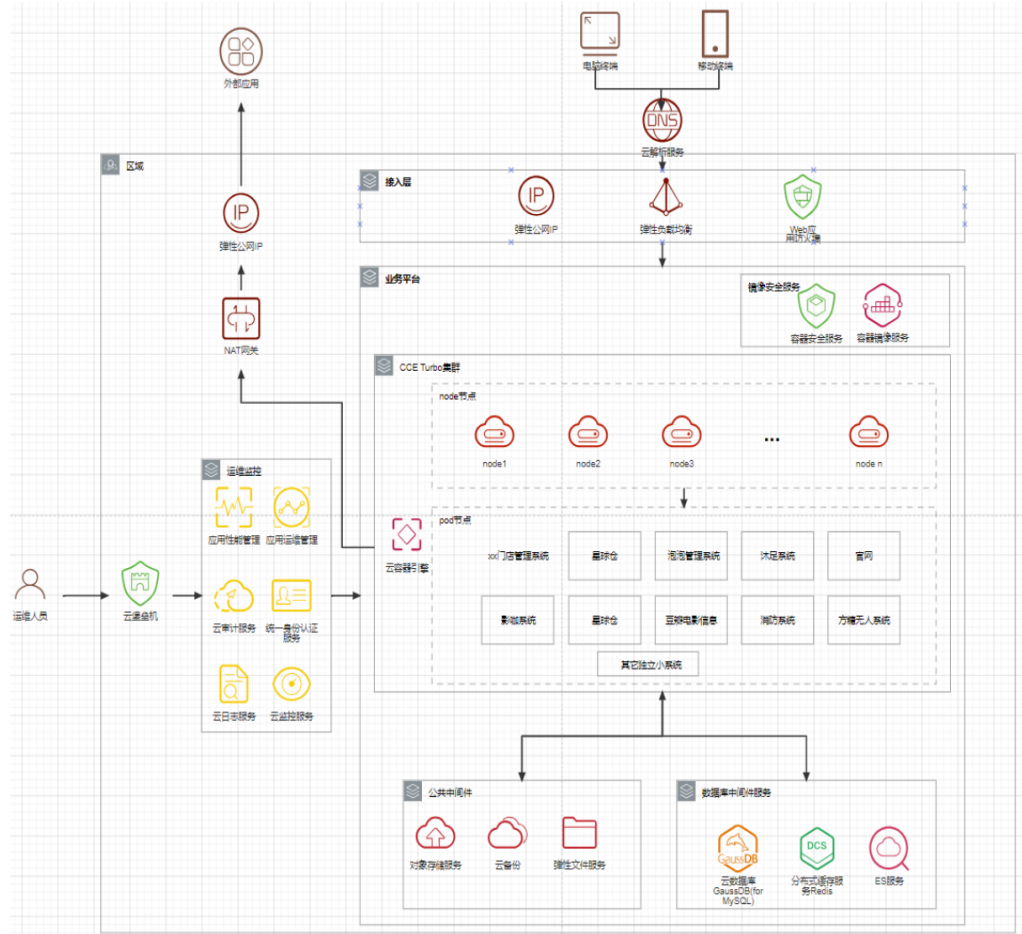 外部应用
电脑终端
移动终端
DNS
云解析服务
区域
接入层
IP
弹性公网IP
弹性负载均衡
Web应
用防火墙
IP
弹性公网IP
NAT网关
业务平台
镜像安全服务
容器安全服务
容器镜像服务
CCE Turbo集群
node节点
node1
node2
node3
...
node n
运维监控
应用性能管理
应用运维管理
云审计服务
统一身份认证
服务
云日志服务
云监控服务
运维人员
云堡垒机
云容器引擎
pod节点
xx门店管理系统
星球仓
泡泡管理系统
沐足系统
官网
影咖系统
星球仓
豆瓣电影信息
消防系统
方糖无人系统
其它独立小系统
公共中间件
对象存储服务
云备份
弹性文件服务
数据库中间件服务
GaussDB
云数据库
GaussDB(for
MySQL)
DCS
分布式缓存服
务Redis
ES服务